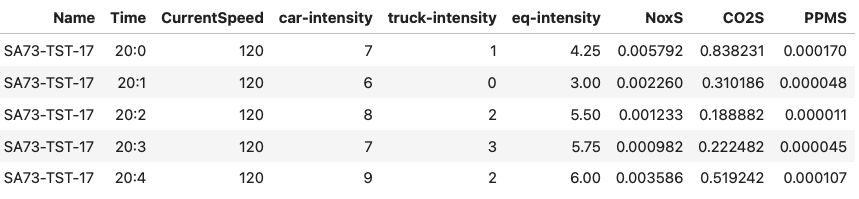 Name Time CurrentSpeed car-intensity truck-intensity eq-intensity NoxS CO2S PPMS
SA73-TST-17 20:0 120 7 1 4.25 0.005792 0.838231 0.000170
SA73-TST-17 20:1 120 6 0 3.00 0.002260 0.310186 0.000048
SA73-TST-17 20:2 120 8 2 5.50 0.001233 0.188882 0.000011
SA73-TST-17 20:3 120 7 3 5.75 0.000982 0.222482 0.000045
SA73-TST-17 20:4 120 9 2 6.00 0.003586 0.519242 0.000107